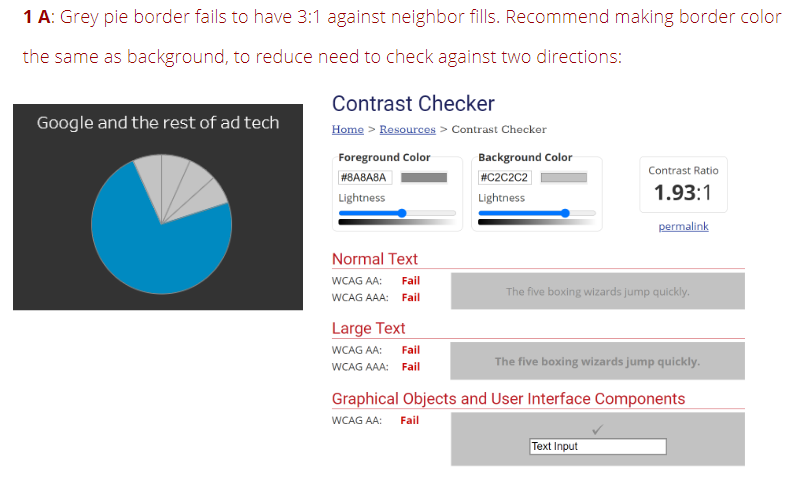 1 A: Grey pie border fails to have 3:1 against neighbor fills. Recommend making border color
the same as background, to reduce need to check against two directions:
Google and the rest of ad tech
Contrast Checker
Home > Resources > Contrast Checker
Foreground Color
#8A8A8A
Lightness
Background Color
#C2C2C2
Lightness
Contrast Ratio
1.93:1
permalink
Normal Text
WCAG AA: Fail
WCAG AAA: Fail
The five boxing wizards jump quickly.
Large Text
WCAG AA: Fail
WCAG AAA: Fail
The five boxing wizards jump quickly.
Graphical Objects and User Interface Components
WCAG AA: Fail
Text Input